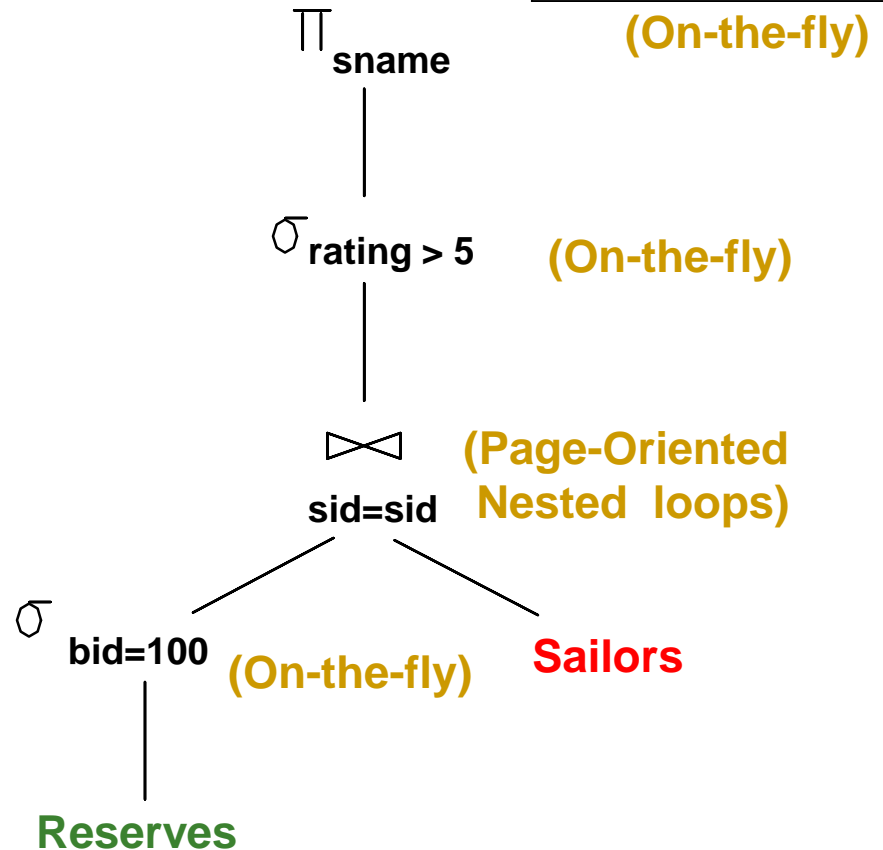 (On-the-fly)
π sname
σ rating > 5 (On-the-fly)
⋈ (Page-Oriented
sid=sid Nested loops)
σ bid=100 (On-the-fly)
Sailors
Reserves